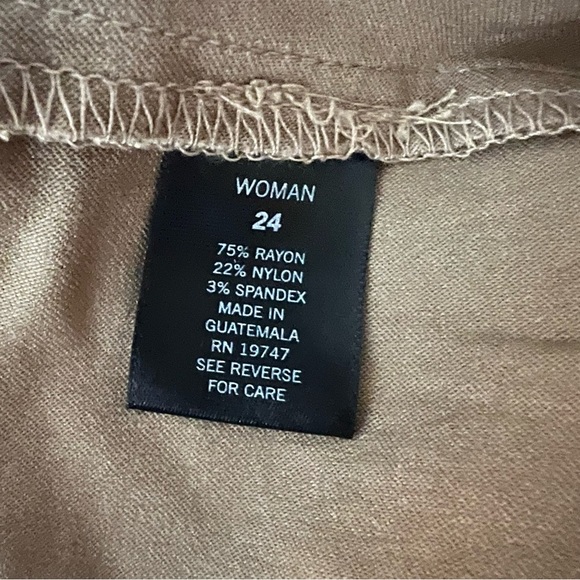 WOMAN
24
75% RAYON
22% NYLON
3% SPANDEX
MADE IN
GUATEMALA
RN 19747
SEE REVERSE
FOR CARE